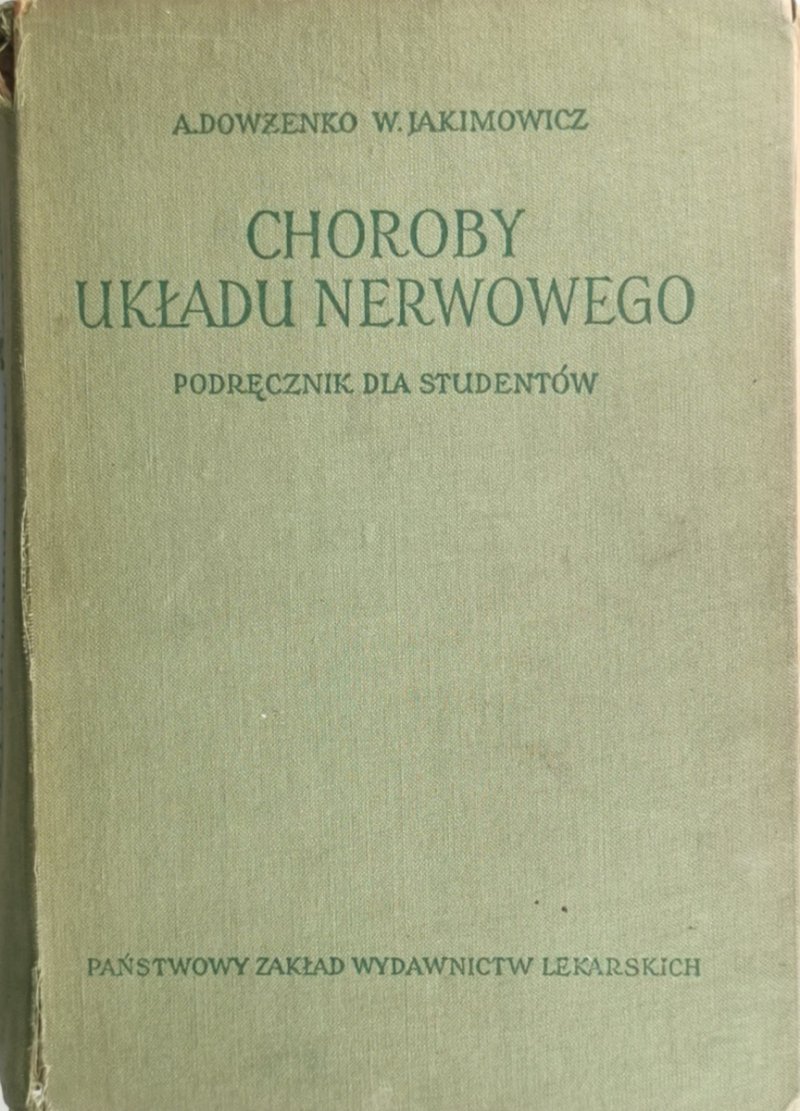 A.DOWŻENKO W. JAKIMOWICZ
CHOROBY
UKŁADU NERWOWEGO
PODRĘCZNIK DLA STUDENTÓW
PAŃSTWOWY ZAKŁAD WYDAWNICTW LEKARSKICH